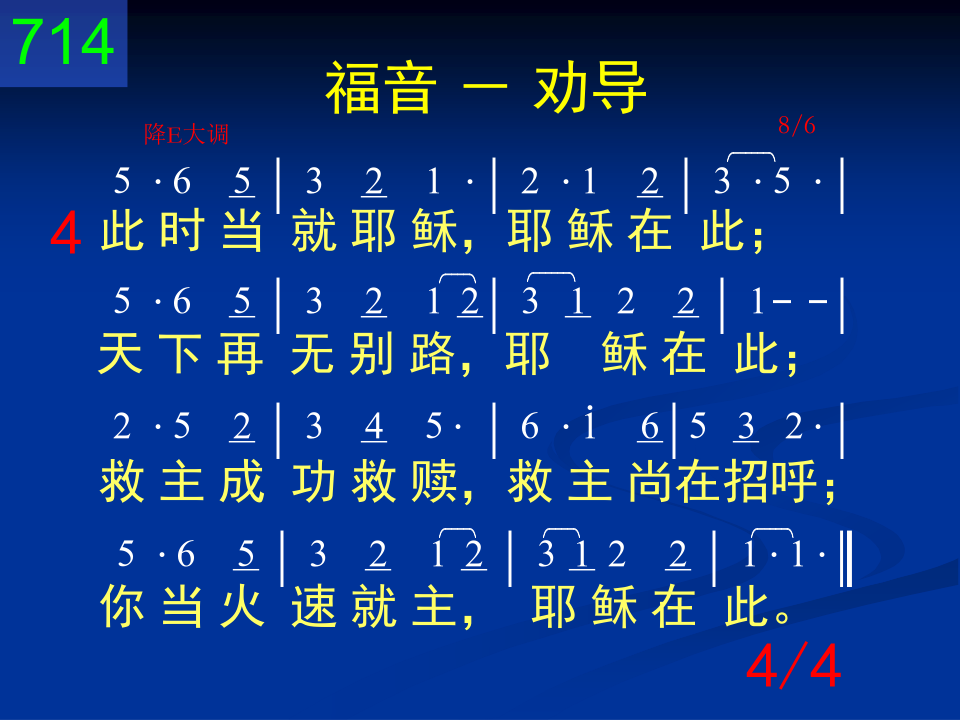 714
福音 － 劝导
降E大调 8/6
5 · 6 5 | 3 2 1 · | 2 · 1 2 | 3 · 5 · |
4 此时当 就耶稣，耶稣在 此；
5 · 6 5 | 3 2 1 2 | 3 1 2 2 | 1 - - |
天下再 无别路，耶 稣在 此；
2 · 5 2 | 3 4 5 · | 6 · i 6 | 5 3 2 · |
救主成 功救赎，救主尚在招呼；
5 · 6 5 | 3 2 1 2 | 3 1 2 2 | 1 · 1 · ‖
你当火 速就主， 耶稣在 此。
4/4